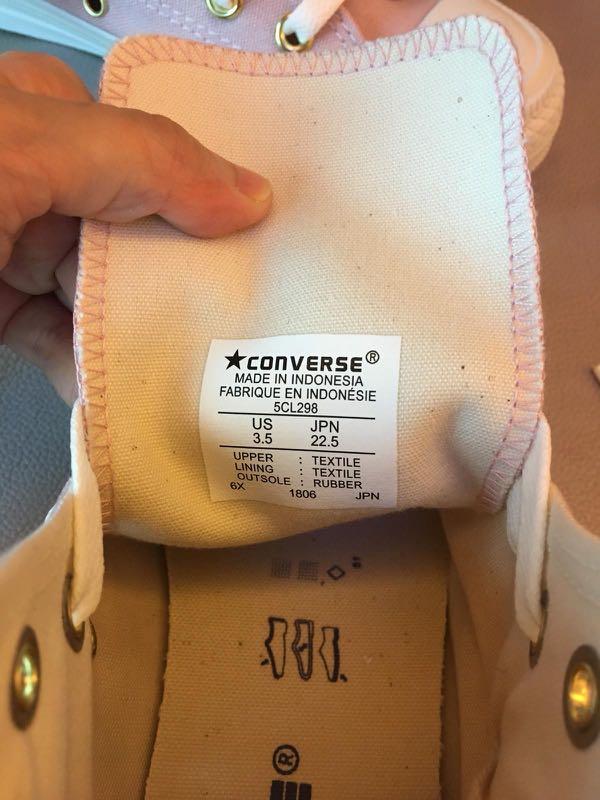 ★CONVERSE®
MADE IN INDONESIA
FABRIQUE EN INDONÉSIE
5CL298
US JPN
3.5 22.5
UPPER : TEXTILE
LINING : TEXTILE
OUTSOLE : RUBBER
6X 1806 JPN
®